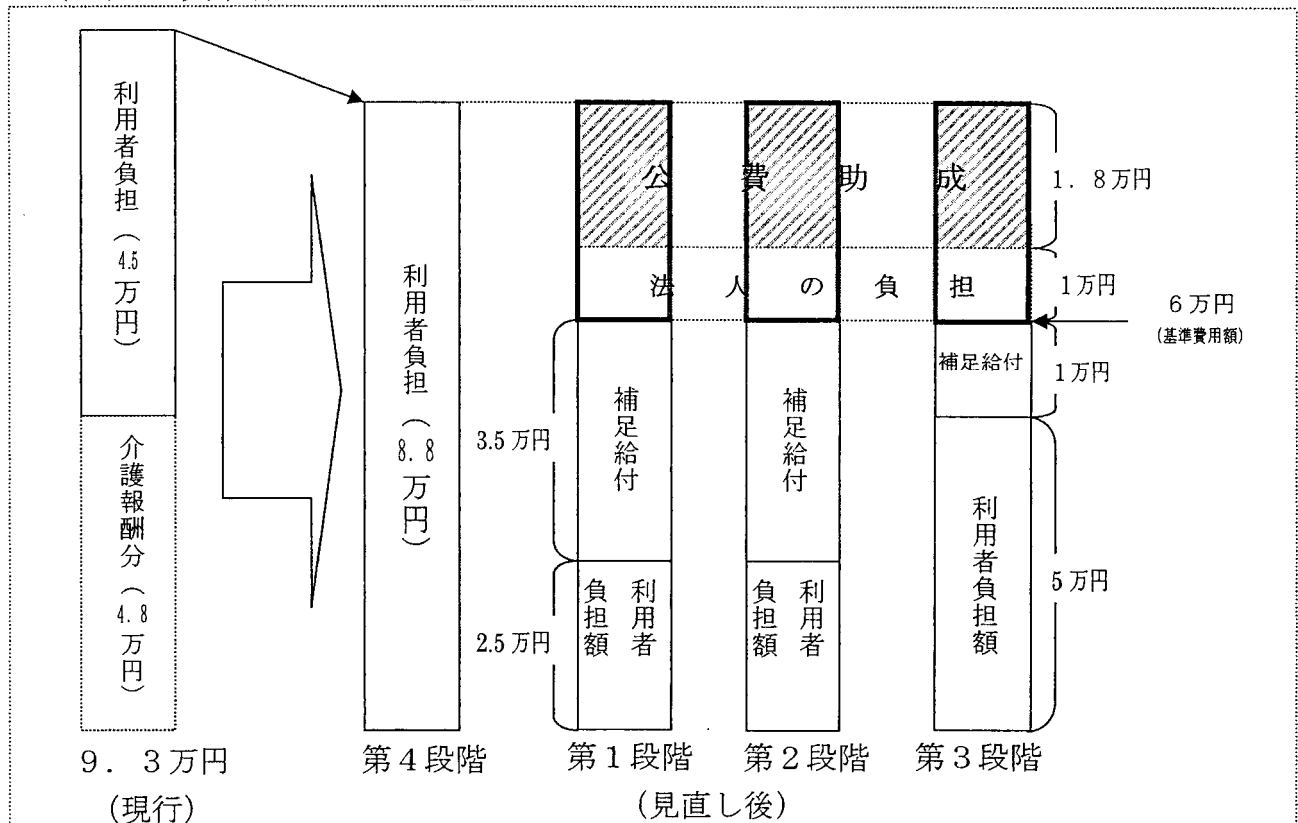 利用者負担（4.5万円）
介護報酬分（4.8万円）
9．3万円
（現行）
利用者負担（8.8万円）
第4段階
公費助成
法人の負担
3.5万円
2.5万円
補足給付
利用者
負担額
第1段階
補足給付
利用者
負担額
第2段階
（見直し後）
補足給付
利用者負担額
第3段階
1．8万円
1万円
6万円
（基準費用額）
1万円
5万円